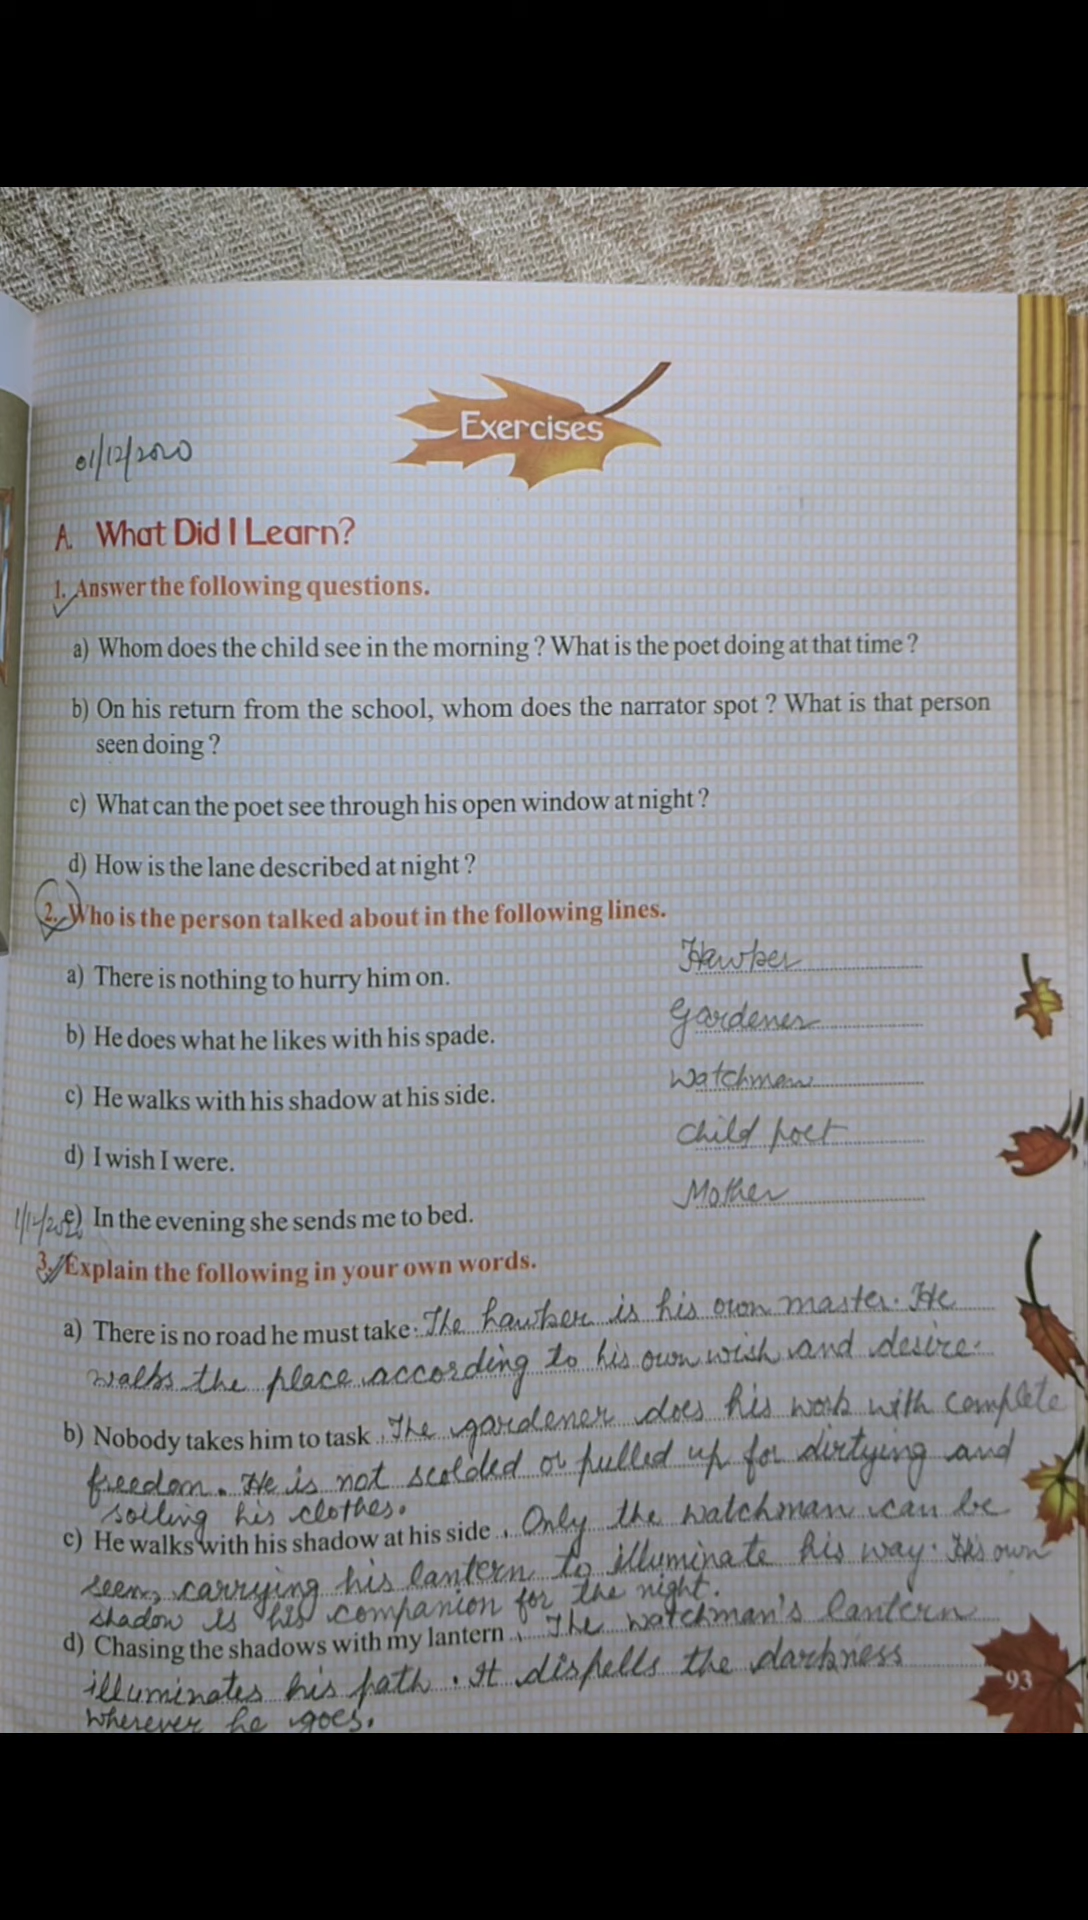 Exercises
01/12/2020
A. What Did I Learn?
1. Answer the following questions.
a) Whom does the child see in the morning ? What is the poet doing at that time ?
b) On his return from the school, whom does the narrator spot ? What is that person
seen doing ?
c) What can the poet see through his open window at night ?
d) How is the lane described at night ?
2. Who is the person talked about in the following lines.
a) There is nothing to hurry him on. Hawker
b) He does what he likes with his spade. Gardener
c) He walks with his shadow at his side. Watchman
d) I wish I were. Child poet
e) In the evening she sends me to bed. Mother
3. Explain the following in your own words.
a) There is no road he must take. The hawker is his own master. He
walks the place according to his own wish and desire.
b) Nobody takes him to task. The gardener does his work with complete
freedom. He is not scolded or pulled up for dirtying and
soiling his clothes.
c) He walks with his shadow at his side. Only the watchman can be
seen, carrying his lantern to illuminate his way. His own
shadow is his companion for the night.
d) Chasing the shadows with my lantern. The watchman's lantern
illuminates his path. It dispells the darkness
wherever he goes.
93